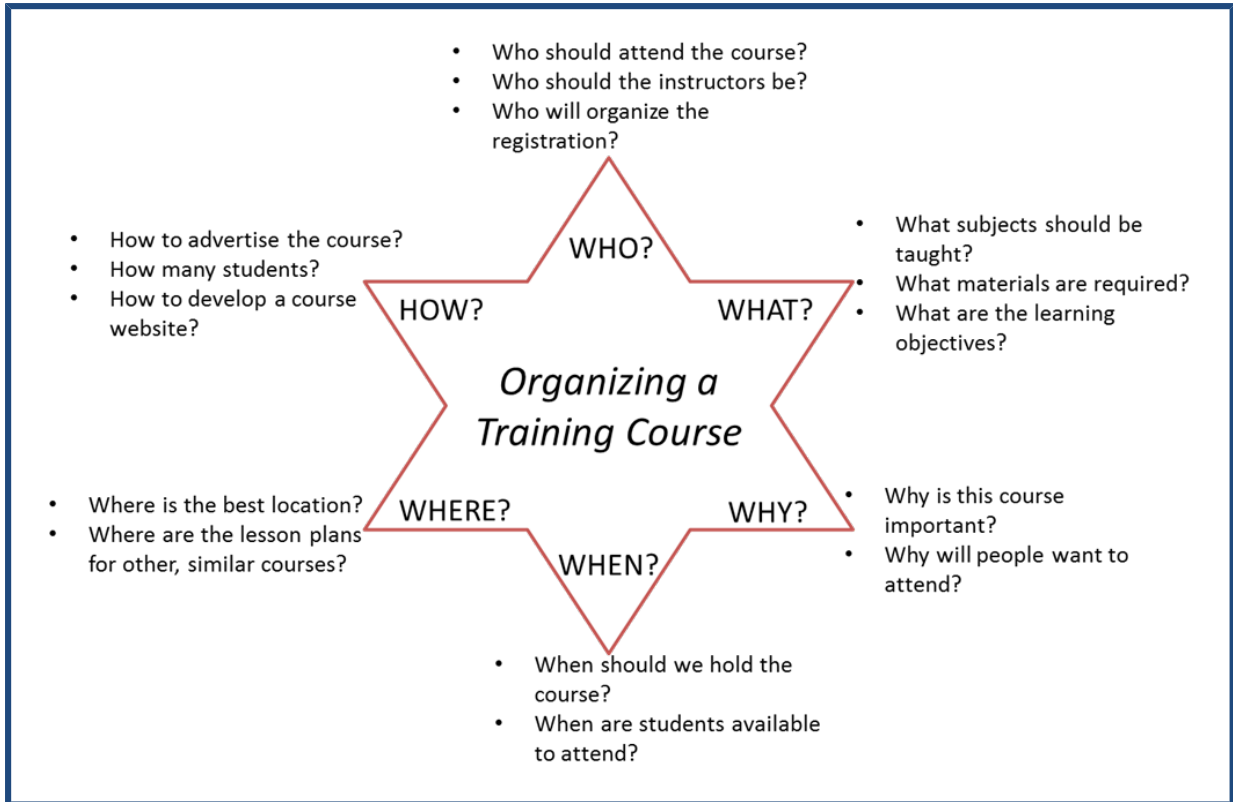 • Who should attend the course?
• Who should the instructors be?
• Who will organize the
registration?
WHO?
• How to advertise the course?
• How many students?
• How to develop a course
website?
HOW?
• What subjects should be
taught?
• What materials are required?
• What are the learning
objectives?
WHAT?
Organizing a
Training Course
• Where is the best location?
• Where are the lesson plans
for other, similar courses?
WHERE?
• Why is this course
important?
• Why will people want to
attend?
WHY?
WHEN?
• When should we hold the
course?
• When are students available
to attend?